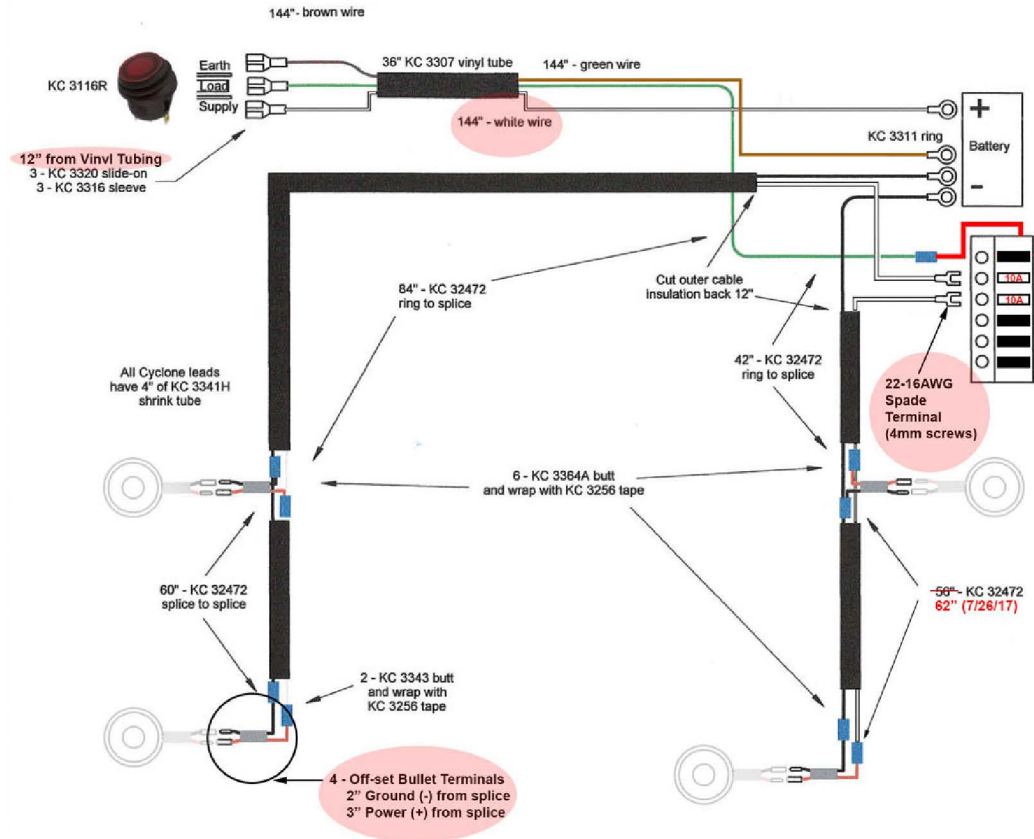 144"- brown wire
KC 3116R
Earth
Load
Supply
36" KC 3307 vinyl tube
144"- green wire
144" - white wire
+
KC 3311 ring
Battery
-
12" from Vinyl Tubing
3 - KC 3320 slide-on
3 - KC 3316 sleeve
84" - KC 32472
ring to splice
Cut outer cable
insulation back 12"
10A
10A
42" - KC 32472
ring to splice
22-16AWG
Spade
Terminal
(4mm screws)
All Cyclone leads
have 4" of KC 3341H
shrink tube
6 - KC 3364A butt
and wrap with KC 3256 tape
60" - KC 32472
splice to splice
56" - KC 32472
62" (7/26/17)
2 - KC 3343 butt
and wrap with
KC 3256 tape
4 - Off-set Bullet Terminals
2" Ground (-) from splice
3" Power (+) from splice